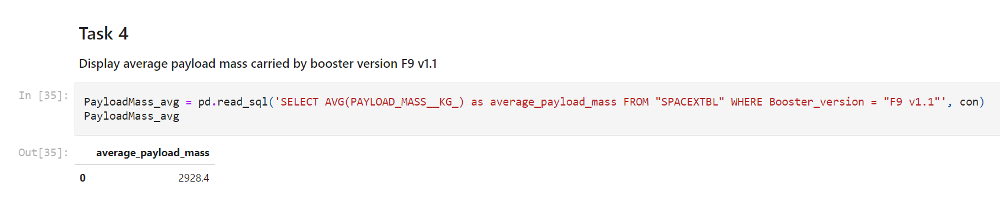 Task 4
Display average payload mass carried by booster version F9 v1.1
In [35]:
PayloadMass_avg = pd.read_sql('SELECT AVG(PAYLOAD_MASS__KG_) as average_payload_mass FROM "SPACEXTBL" WHERE Booster_version = "F9 v1.1"', con)
PayloadMass_avg
Out[35]:
average_payload_mass
0 2928.4